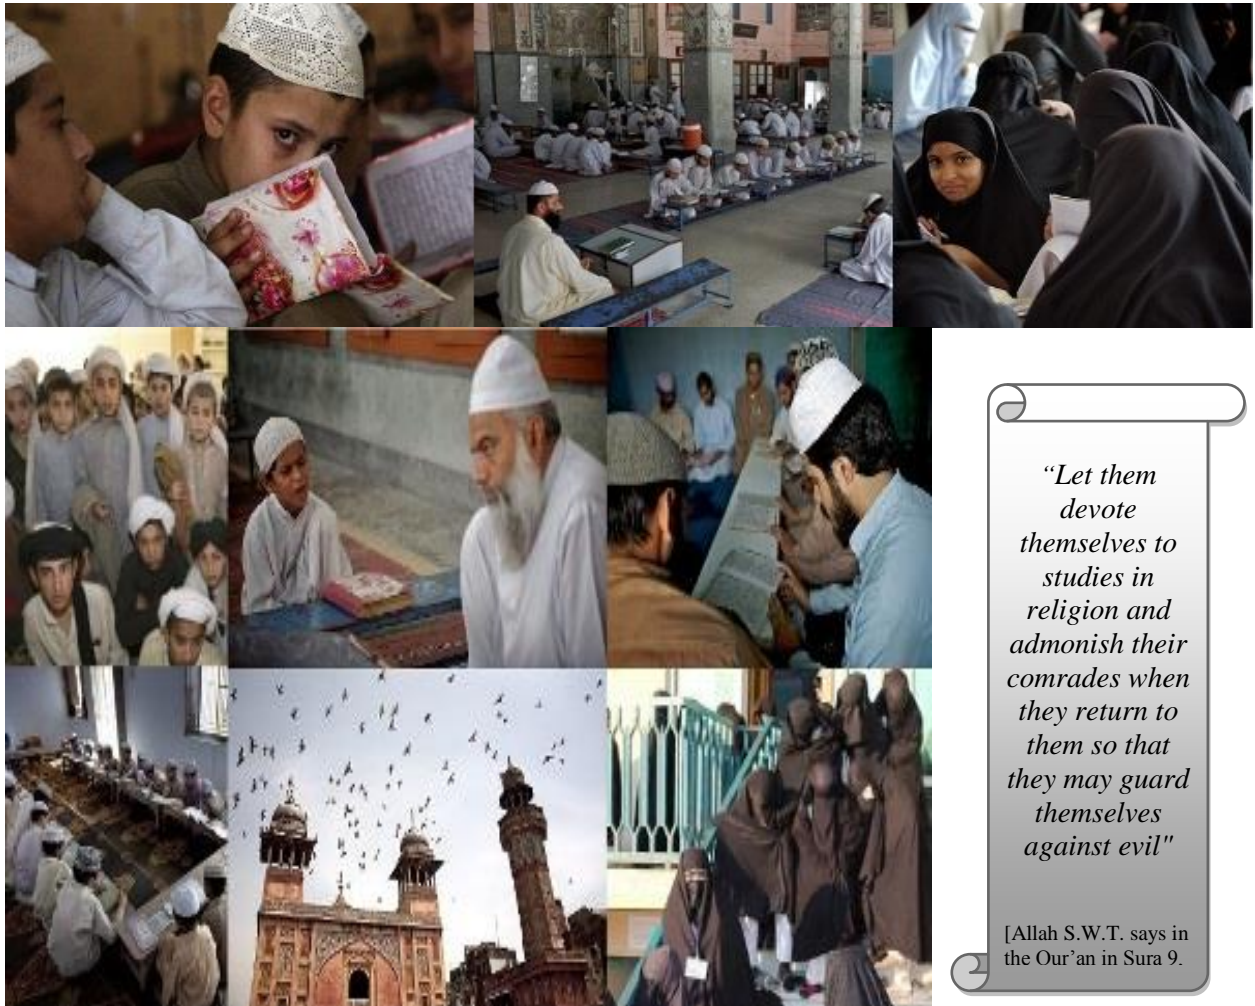 “Let them
devote
themselves to
studies in
religion and
admonish their
comrades when
they return to
them so that
they may guard
themselves
against evil"
[Allah S.W.T. says in
the Our’an in Sura 9.